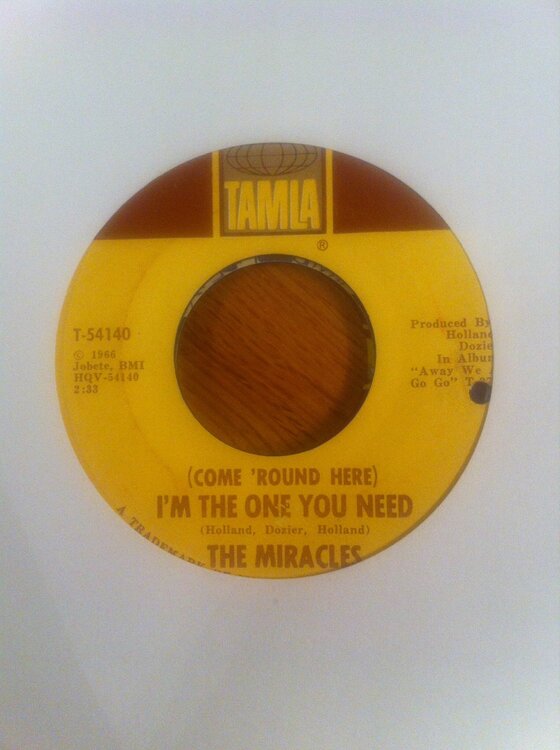 TAMLA
®
T-54140
© 1966
Jobete, BMI
HQV-54140
2:33
Produced By
Hollan
Dozie
In Albu
"Away We
Go Go" T
(COME 'ROUND HERE)
I'M THE ONE YOU NEED
(Holland, Dozier, Holland)
THE MIRACLES
A TRADEMARK